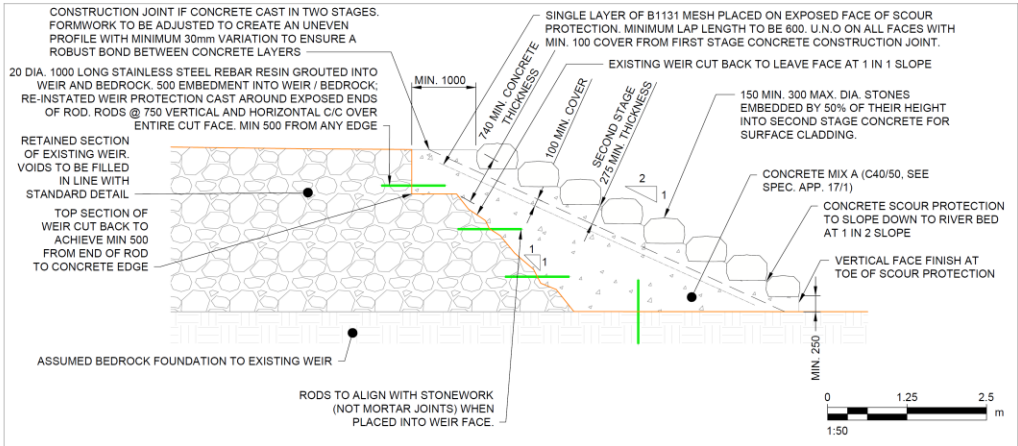 CONSTRUCTION JOINT IF CONCRETE CAST IN TWO STAGES.
FORMWORK TO BE ADJUSTED TO CREATE AN UNEVEN
PROFILE WITH MINIMUM 30mm VARIATION TO ENSURE A
ROBUST BOND BETWEEN CONCRETE LAYERS
20 DIA. 1000 LONG STAINLESS STEEL REBAR RESIN GROUTED INTO
WEIR AND BEDROCK. 500 EMBEDMENT INTO WEIR / BEDROCK;
RE-INSTATED WEIR PROTECTION CAST AROUND EXPOSED ENDS
OF ROD. RODS @ 750 VERTICAL AND HORIZONTAL C/C OVER
ENTIRE CUT FACE. MIN 500 FROM ANY EDGE
RETAINED SECTION
OF EXISTING WEIR.
VOIDS TO BE FILLED
IN LINE WITH
STANDARD DETAIL
TOP SECTION OF
WEIR CUT BACK TO
ACHIEVE MIN 500
FROM END OF ROD
TO CONCRETE EDGE
ASSUMED BEDROCK FOUNDATION TO EXISTING WEIR
RODS TO ALIGN WITH STONEWORK
(NOT MORTAR JOINTS) WHEN
PLACED INTO WEIR FACE.
MIN. 1000
740 MIN. CONCRETE
THICKNESS
100 MIN. COVER
SECOND STAGE
275 MIN. THICKNESS
2
1
1
1
SINGLE LAYER OF B1131 MESH PLACED ON EXPOSED FACE OF SCOUR
PROTECTION. MINIMUM LAP LENGTH TO BE 600. U.N.O ON ALL FACES WITH
MIN. 100 COVER FROM FIRST STAGE CONCRETE CONSTRUCTION JOINT.
EXISTING WEIR CUT BACK TO LEAVE FACE AT 1 IN 1 SLOPE
150 MIN. 300 MAX. DIA. STONES
EMBEDDED BY 50% OF THEIR HEIGHT
INTO SECOND STAGE CONCRETE FOR
SURFACE CLADDING.
CONCRETE MIX A (C40/50, SEE
SPEC. APP. 17/1)
CONCRETE SCOUR PROTECTION
TO SLOPE DOWN TO RIVER BED
AT 1 IN 2 SLOPE
VERTICAL FACE FINISH AT
TOE OF SCOUR PROTECTION
MIN. 250
0 1.25 2.5
m
1:50